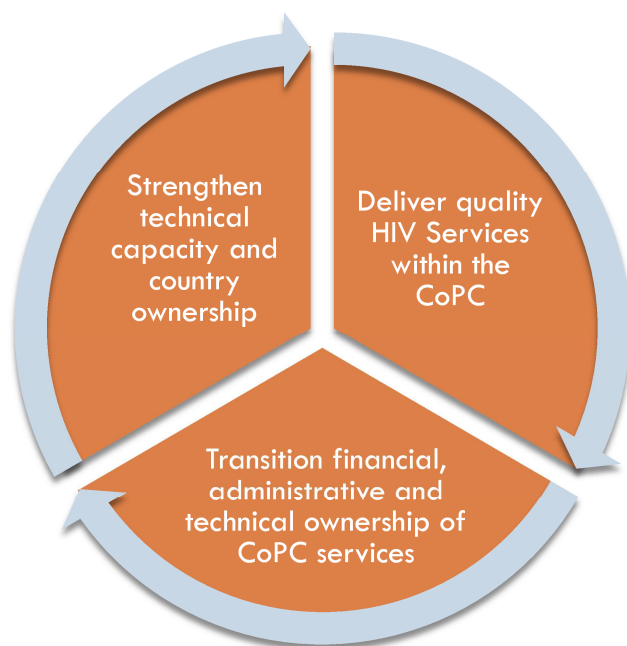 Strengthen
technical
capacity and
country
ownership
Deliver quality
HIV Services
within the
CoPC
Transition financial,
administrative and
technical ownership of
CoPC services